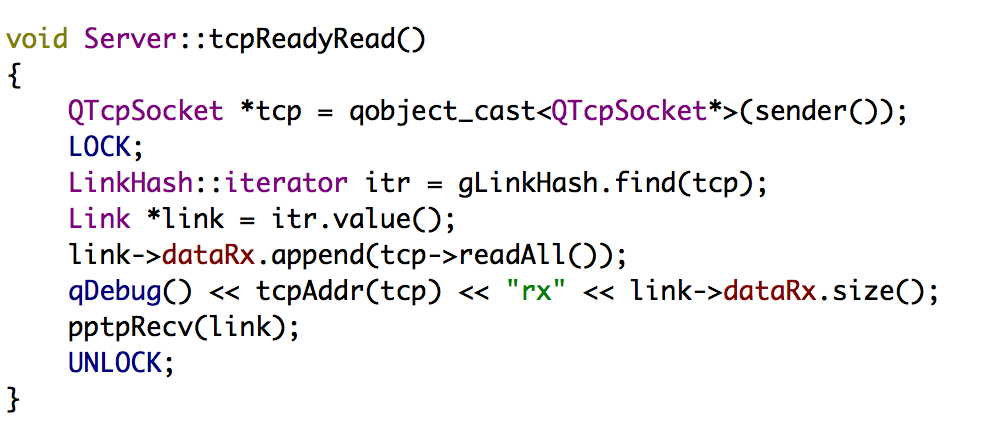 void Server::tcpReadyRead()
{
    QTcpSocket *tcp = qobject_cast<QTcpSocket*>(sender());
    LOCK;
    LinkHash::iterator itr = gLinkHash.find(tcp);
    Link *link = itr.value();
    link->dataRx.append(tcp->readAll());
    qDebug() << tcpAddr(tcp) << "rx" << link->dataRx.size();
    pptpRecv(link);
    UNLOCK;
}